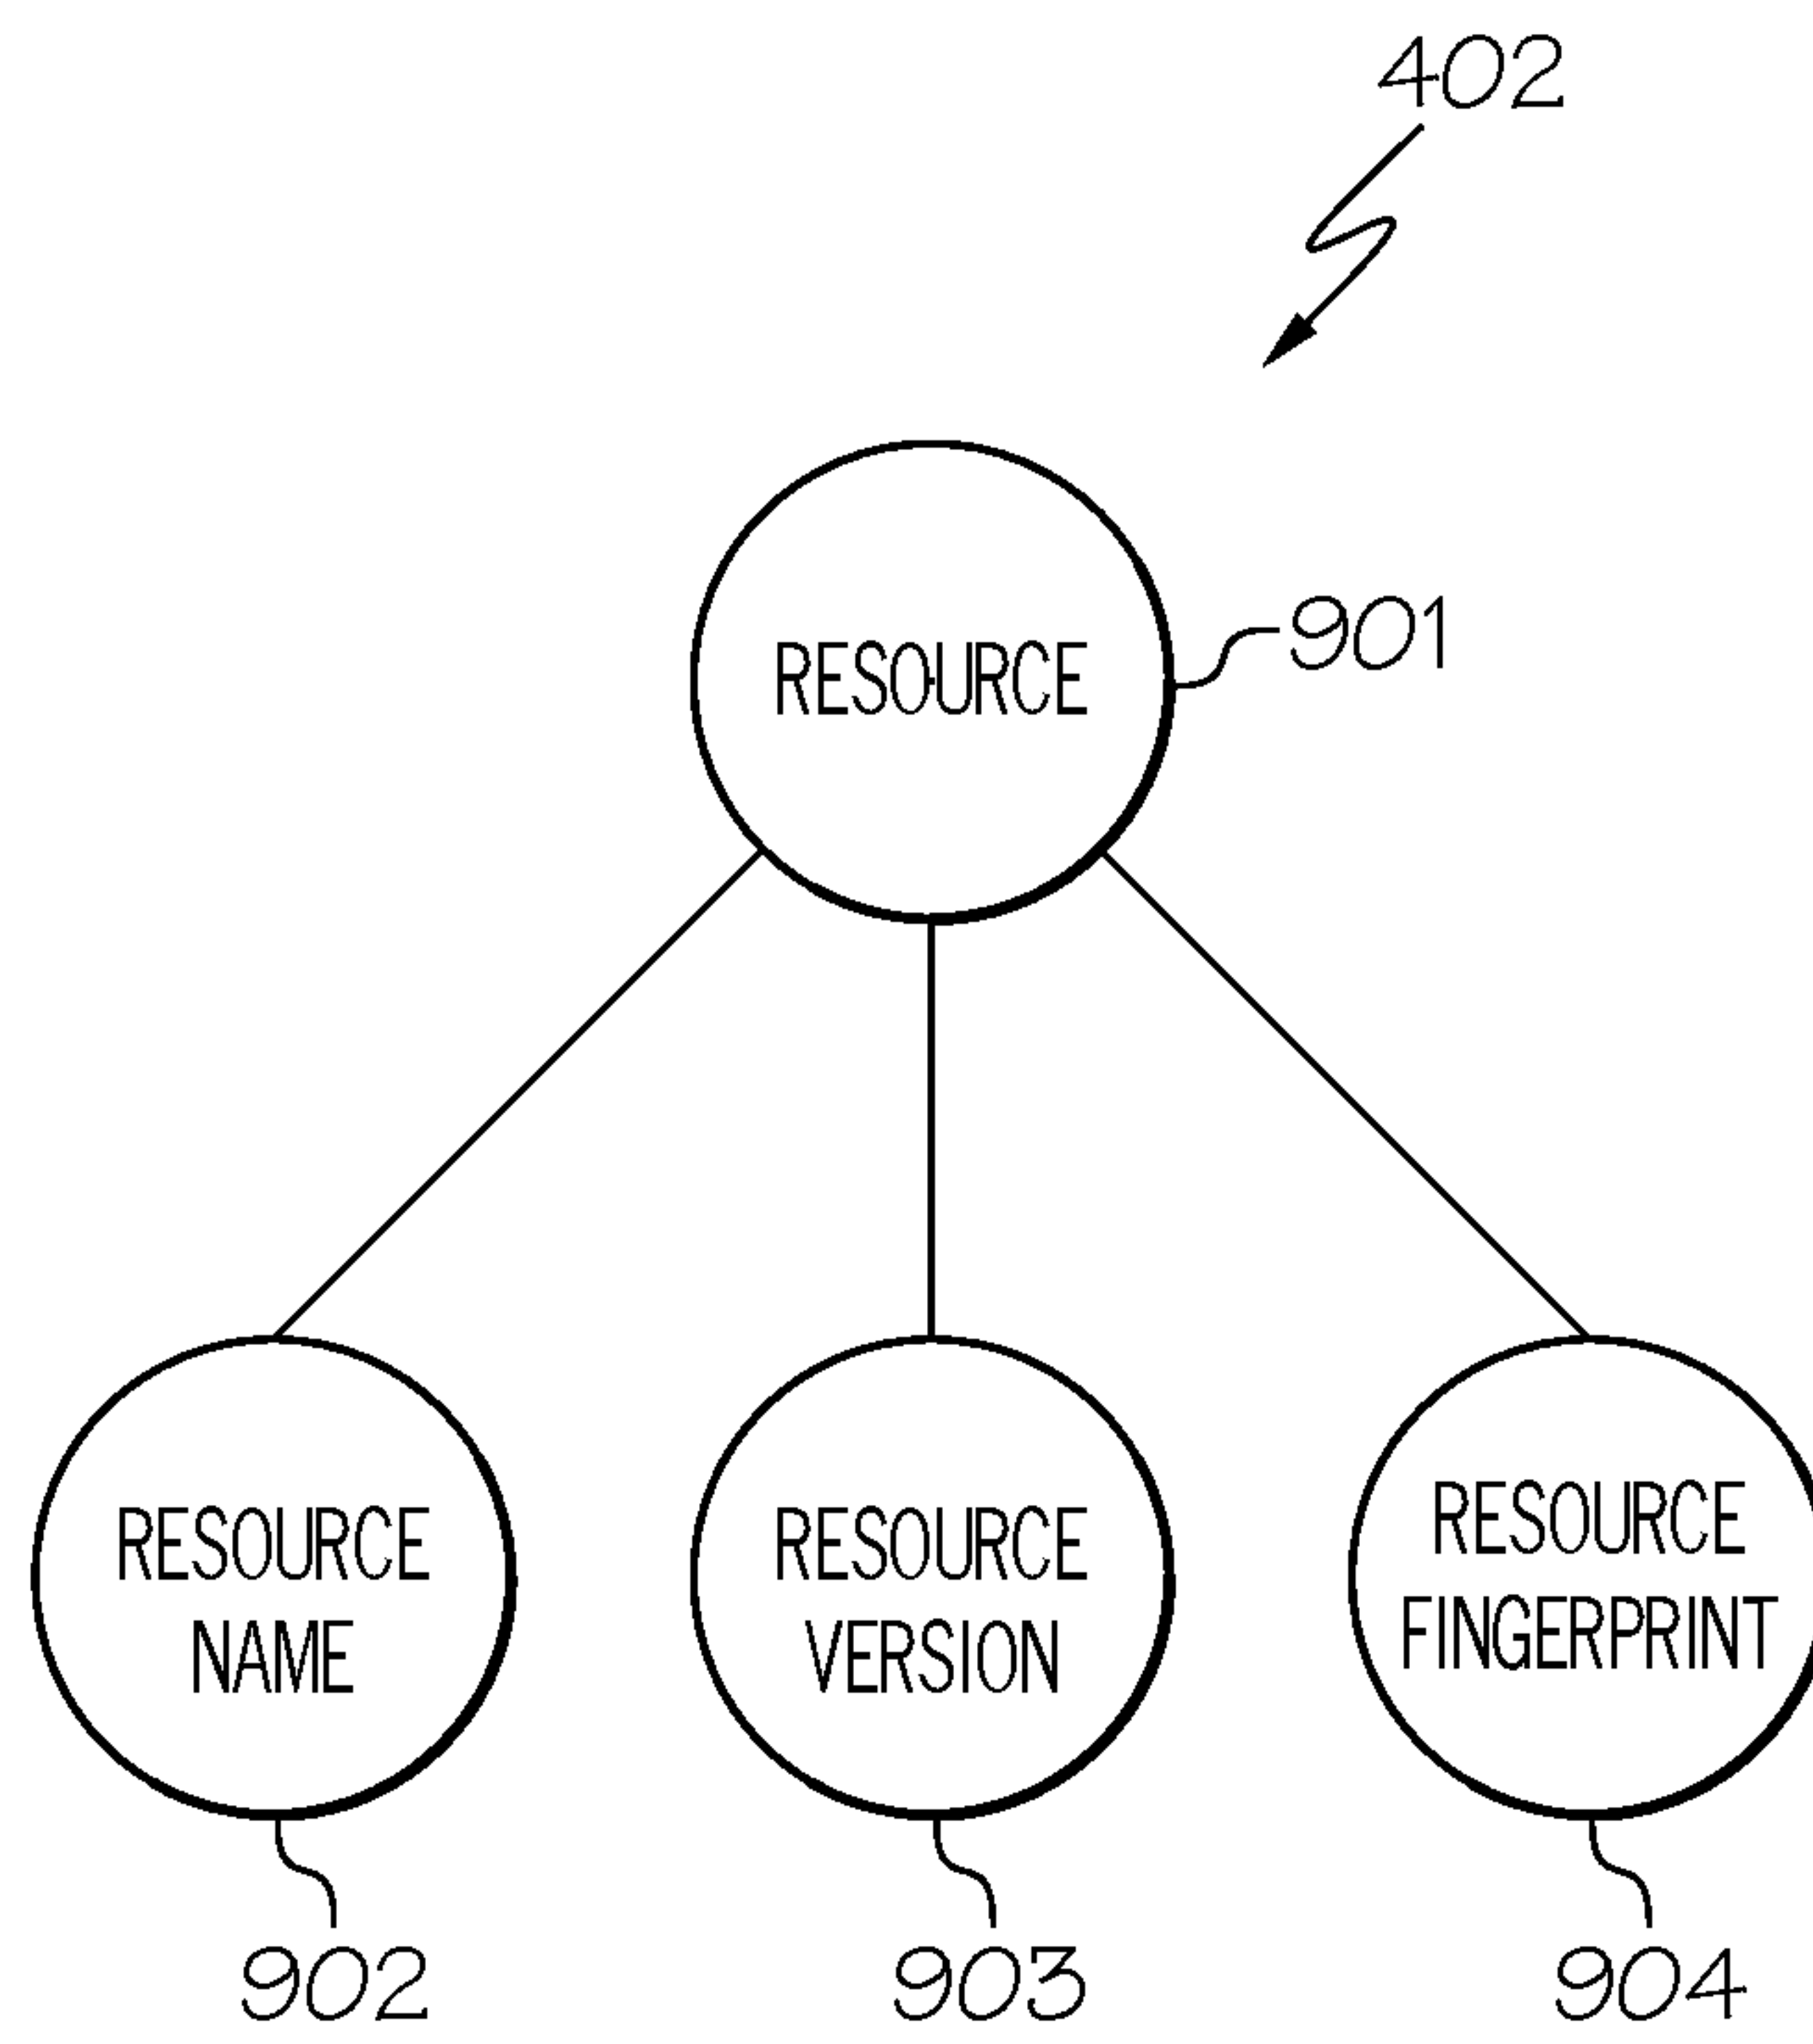 402
RESOURCE
901
RESOURCE
NAME
RESOURCE
VERSION
RESOURCE
FINGERPRINT
902
903
904